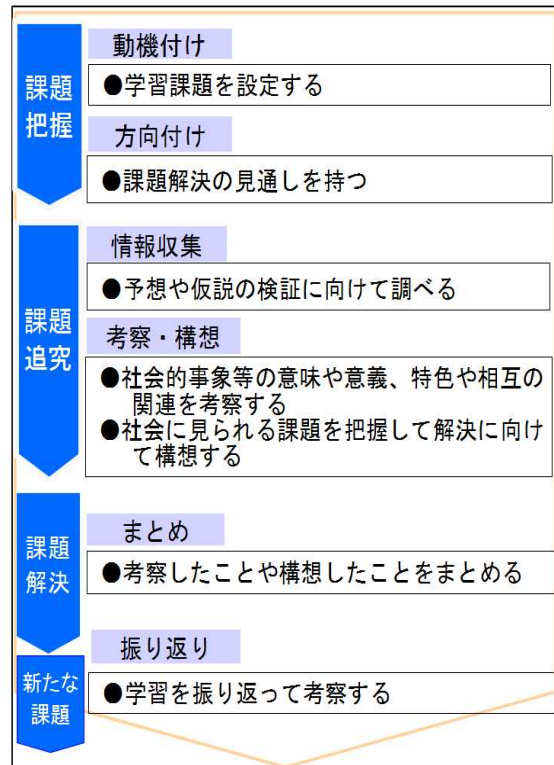 課題
把握
動機付け
●学習課題を設定する
方向付け
●課題解決の見通しを持つ
課題
追究
情報収集
●予想や仮説の検証に向けて調べる
考察・構想
●社会的事象等の意味や意義、特色や相互の
関連を考察する
●社会に見られる課題を把握して解決に向け
て構想する
課題
解決
まとめ
●考察したことや構想したことをまとめる
新たな
課題
振り返り
●学習を振り返って考察する